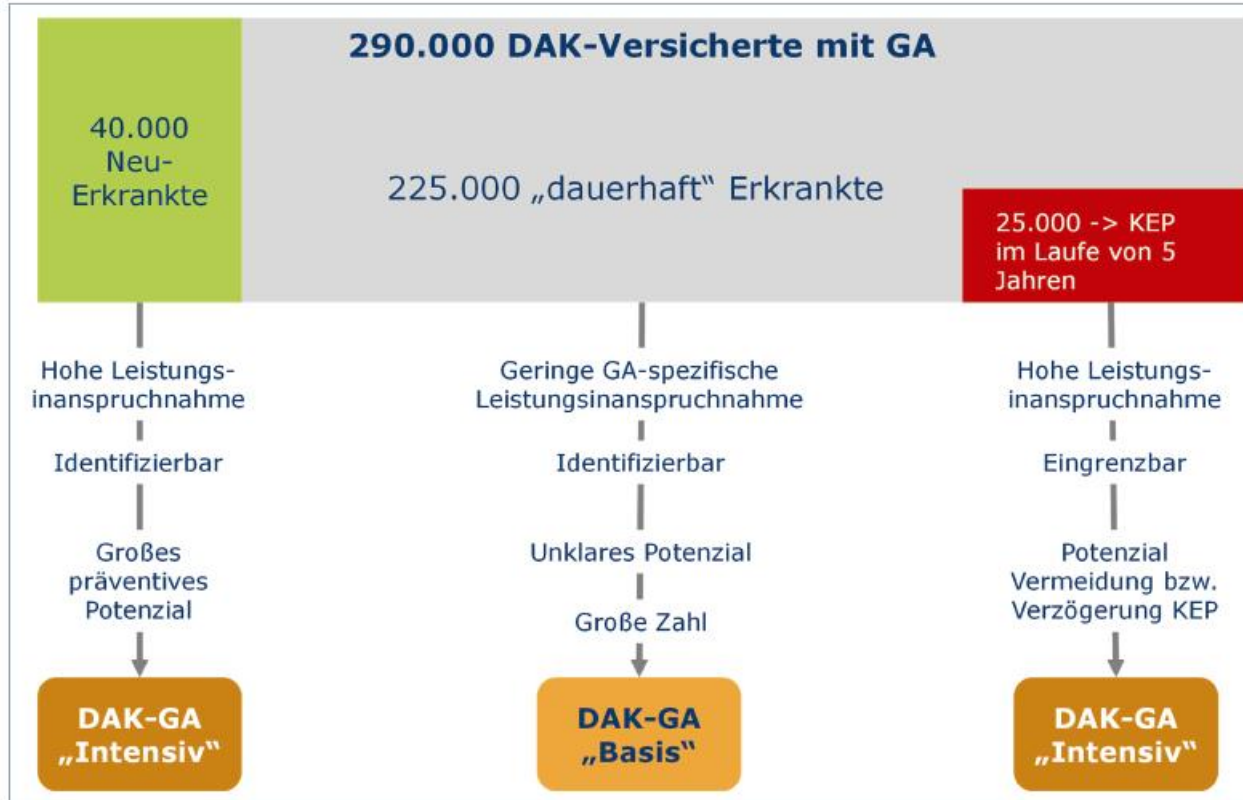 290.000 DAK-Versicherte mit GA
40.000
Neu-
Erkrankte
225.000 „dauerhaft“ Erkrankte
25.000 -> KEP
im Laufe von 5
Jahren
Hohe Leistungs-
inanspruchnahme
Identifizierbar
Großes
präventives
Potenzial
DAK-GA
„Intensiv“
Geringe GA-spezifische
Leistungsinanspruchnahme
Identifizierbar
Unklares Potenzial
Große Zahl
DAK-GA
„Basis“
Hohe Leistungs-
inanspruchnahme
Eingrenzbar
Potenzial
Vermeidung bzw.
Verzögerung KEP
DAK-GA
„Intensiv“